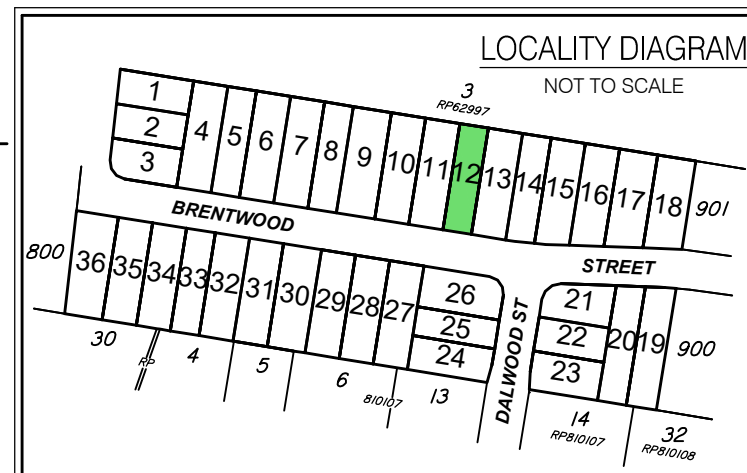 LOCALITY DIAGRAM
NOT TO SCALE
3
RP62997
1
2
3
4 5 6 7 8 9 10 11 12 13 14 15 16 17 18 901
BRENTWOOD STREET
800 36 35 34 33 32 31 30 29 28 27
26
25
24
DALWOOD ST
21
22
23
20 19 900
30 RP 4 5 6 810107 13
14
RP810107
32
RP810108